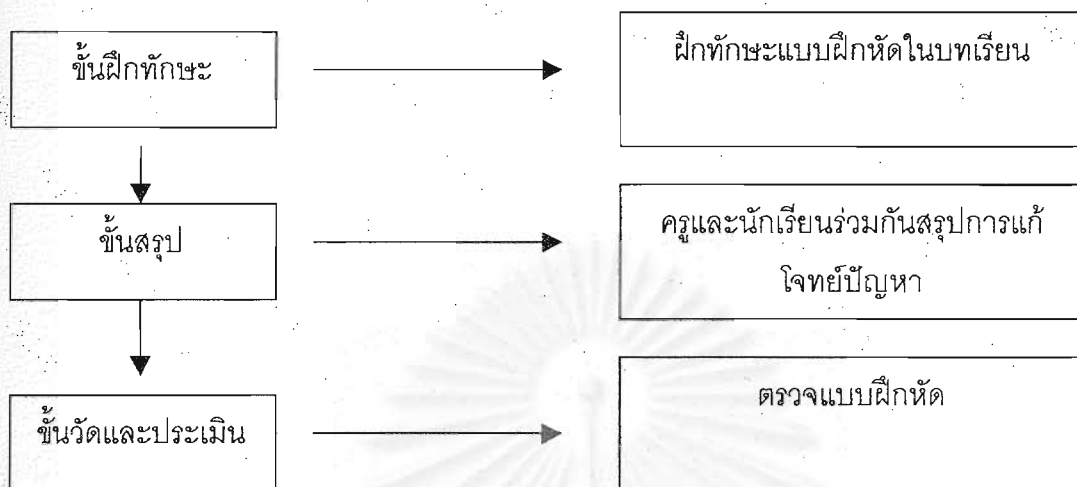 ขั้นฝึกทักษะ
ฝึกทักษะแบบฝึกหัดในบทเรียน
ขั้นสรุป
ครูและนักเรียนร่วมกันสรุปการแก้
โจทย์ปัญหา
ขั้นวัดและประเมิน
ตรวจแบบฝึกหัด